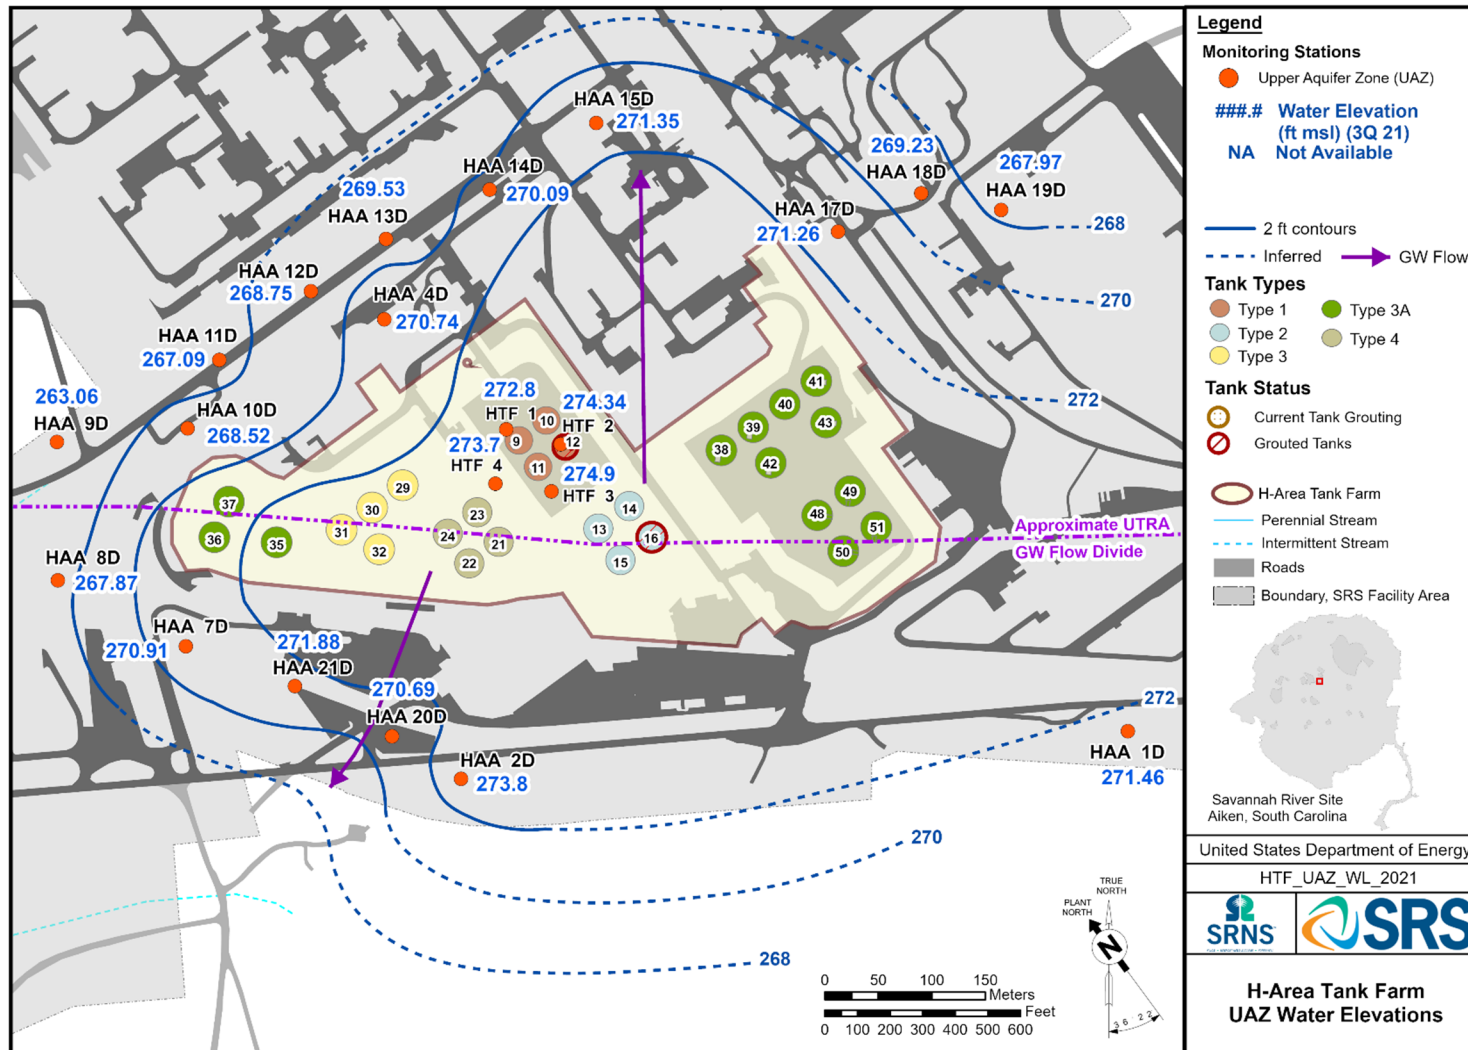 HAA 15D
271.35
HAA 14D
270.09
269.53
HAA 13D
HAA 12D
268.75
HAA 4D
270.74
HAA 11D
267.09
263.06
HAA 9D
HAA 10D
268.52
269.23
HAA 18D
267.97
HAA 19D
HAA 17D
271.26
268
270
272
272.8
HTF 1
274.34
HTF 2
273.7
HTF 4
274.9
HTF 3
10
9
12
11
41
40
39
43
38
42
49
48
51
50
37
36
35
29
30
31
32
23
24
21
22
14
13
16
15
Approximate UTRA
GW Flow Divide
HAA 8D
267.87
HAA 7D
270.91
271.88
HAA 21D
270.69
HAA 20D
HAA 2D
273.8
272
HAA 1D
271.46
270
268
0 50 100 150
Meters
Feet
0 100 200 300 400 500 600
TRUE
NORTH
PLANT
NORTH
N
36.22
Legend
Monitoring Stations
Upper Aquifer Zone (UAZ)
###.# Water Elevation
(ft msl) (3Q 21)
NA Not Available
2 ft contours
Inferred
GW Flow
Tank Types
Type 1
Type 3A
Type 2
Type 4
Type 3
Tank Status
Current Tank Grouting
Grouted Tanks
H-Area Tank Farm
Perennial Stream
Intermittent Stream
Roads
Boundary, SRS Facility Area
Savannah River Site
Aiken, South Carolina
United States Department of Energy
HTF_UAZ_WL_2021
SRNS
SRS
H-Area Tank Farm
UAZ Water Elevations